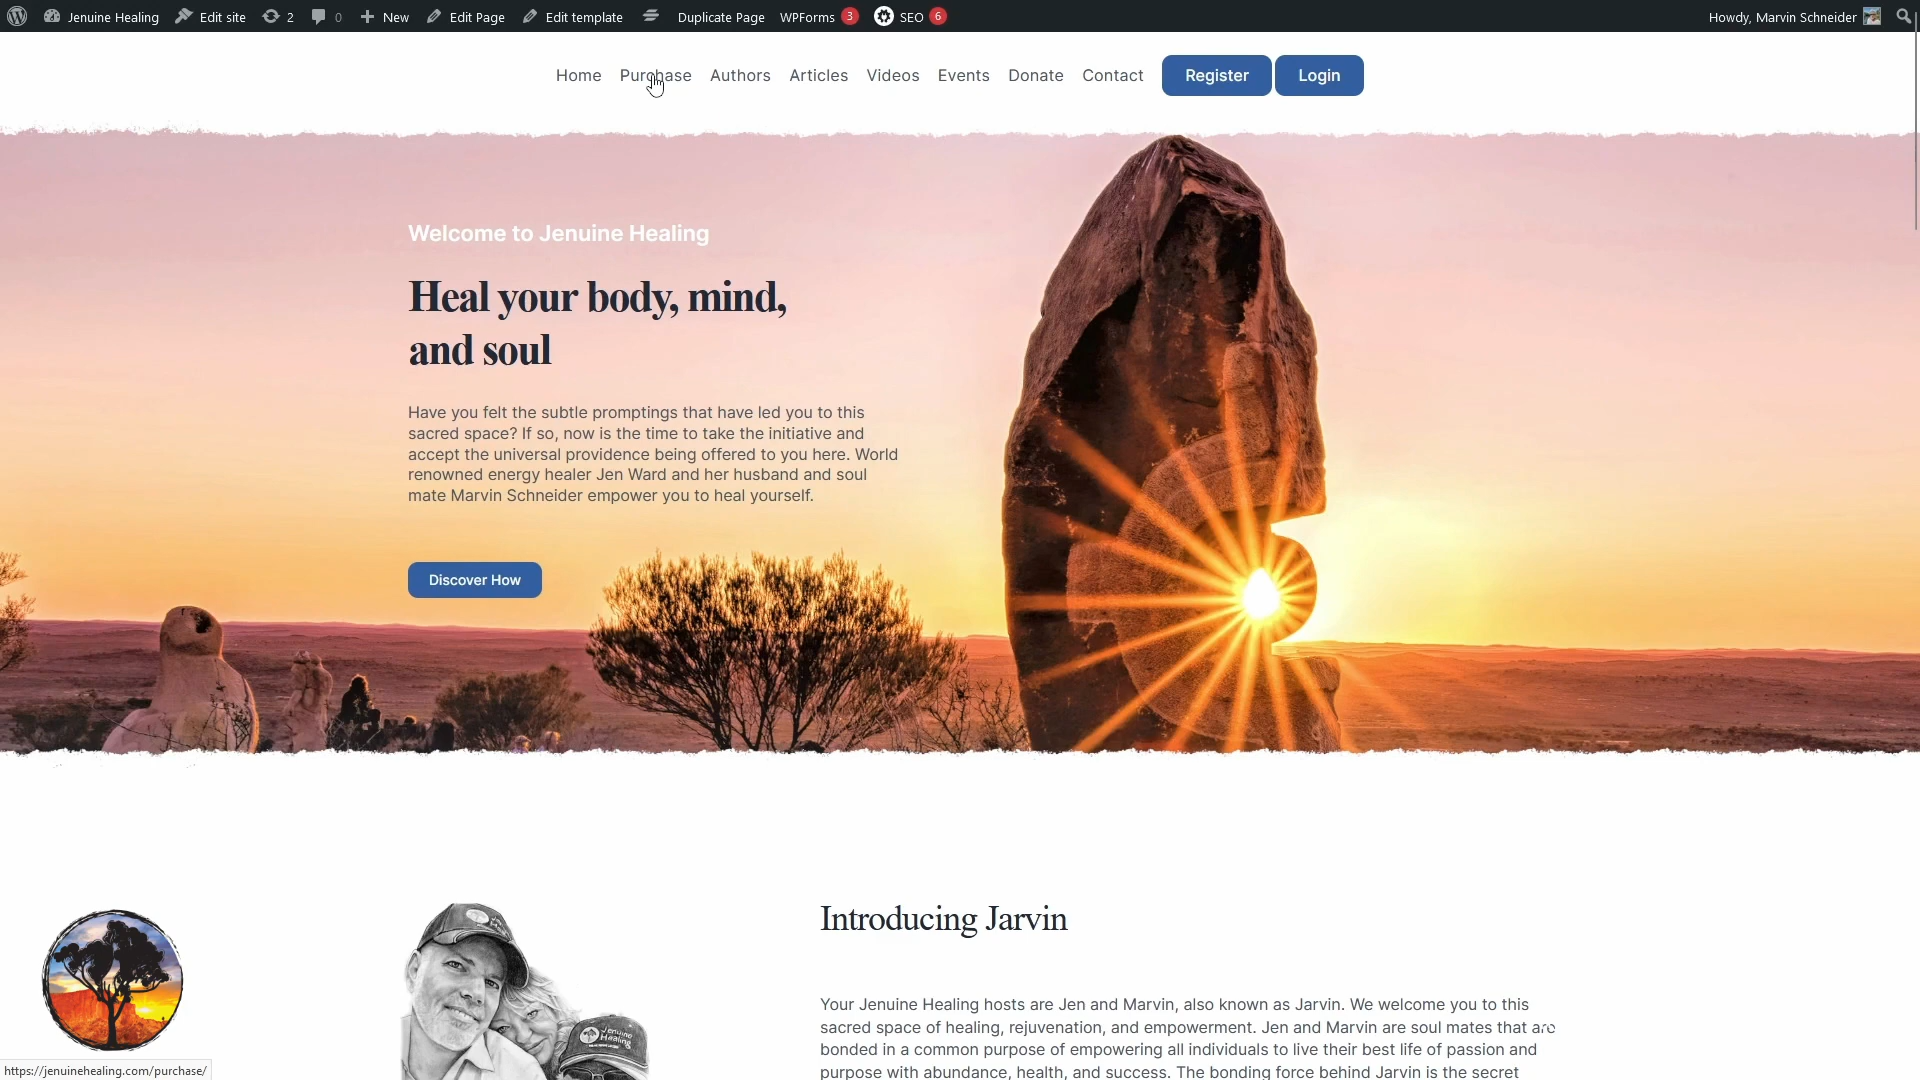 Jenuine Healing Edit site 2 0 New Edit Page Edit template Duplicate Page WPForms 3 SEO 6 Howdy, Marvin Schneider
Home Purchase Authors Articles Videos Events Donate Contact Register Login
Welcome to Jenuine Healing
Heal your body, mind,
and soul
Have you felt the subtle promptings that have led you to this
sacred space? If so, now is the time to take the initiative and
accept the universal providence being offered to you here. World
renowned energy healer Jen Ward and her husband and soul
mate Marvin Schneider empower you to heal yourself.
Discover How
Introducing Jarvin
Your Jenuine Healing hosts are Jen and Marvin, also known as Jarvin. We welcome you to this
sacred space of healing, rejuvenation, and empowerment. Jen and Marvin are soul mates that are
bonded in a common purpose of empowering all individuals to live their best life of passion and
purpose with abundance, health, and success. The bonding force behind Jarvin is the secret
Jenuine
Healing
https://jenuinehealing.com/purchase/